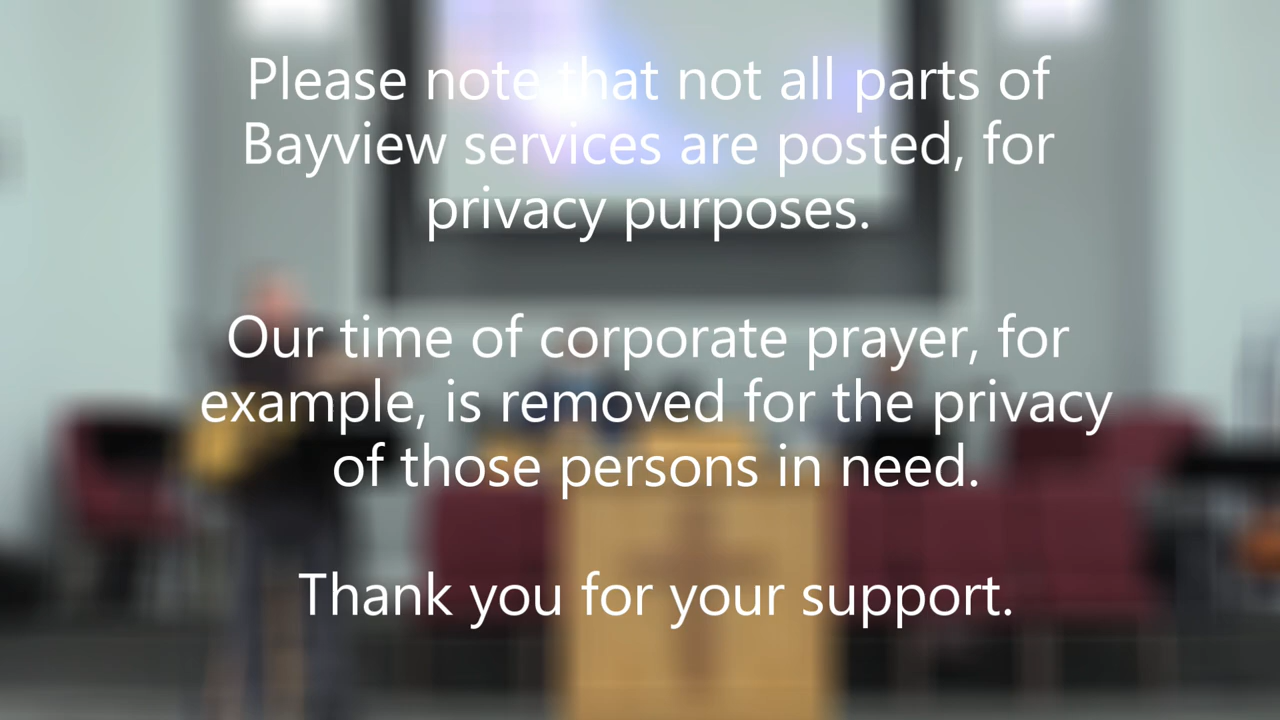 Please note that not all parts of
Bayview services are posted, for
privacy purposes.
Our time of corporate prayer, for
example, is removed for the privacy
of those persons in need.
Thank you for your support.